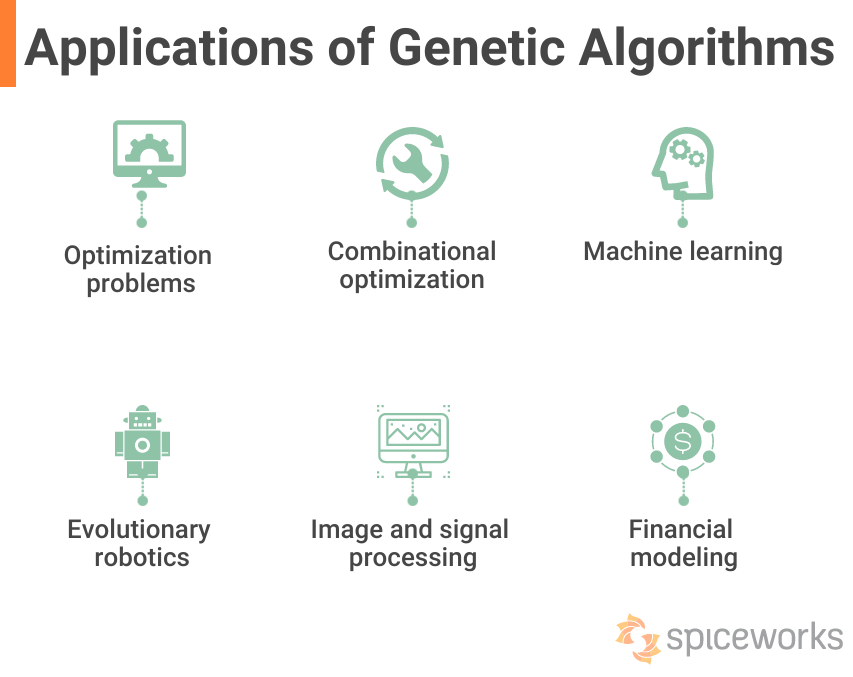 Applications of Genetic Algorithms
Optimization
problems
Combinational
optimization
Machine learning
Evolutionary
robotics
Image and signal
processing
Financial
modeling
$
spiceworks